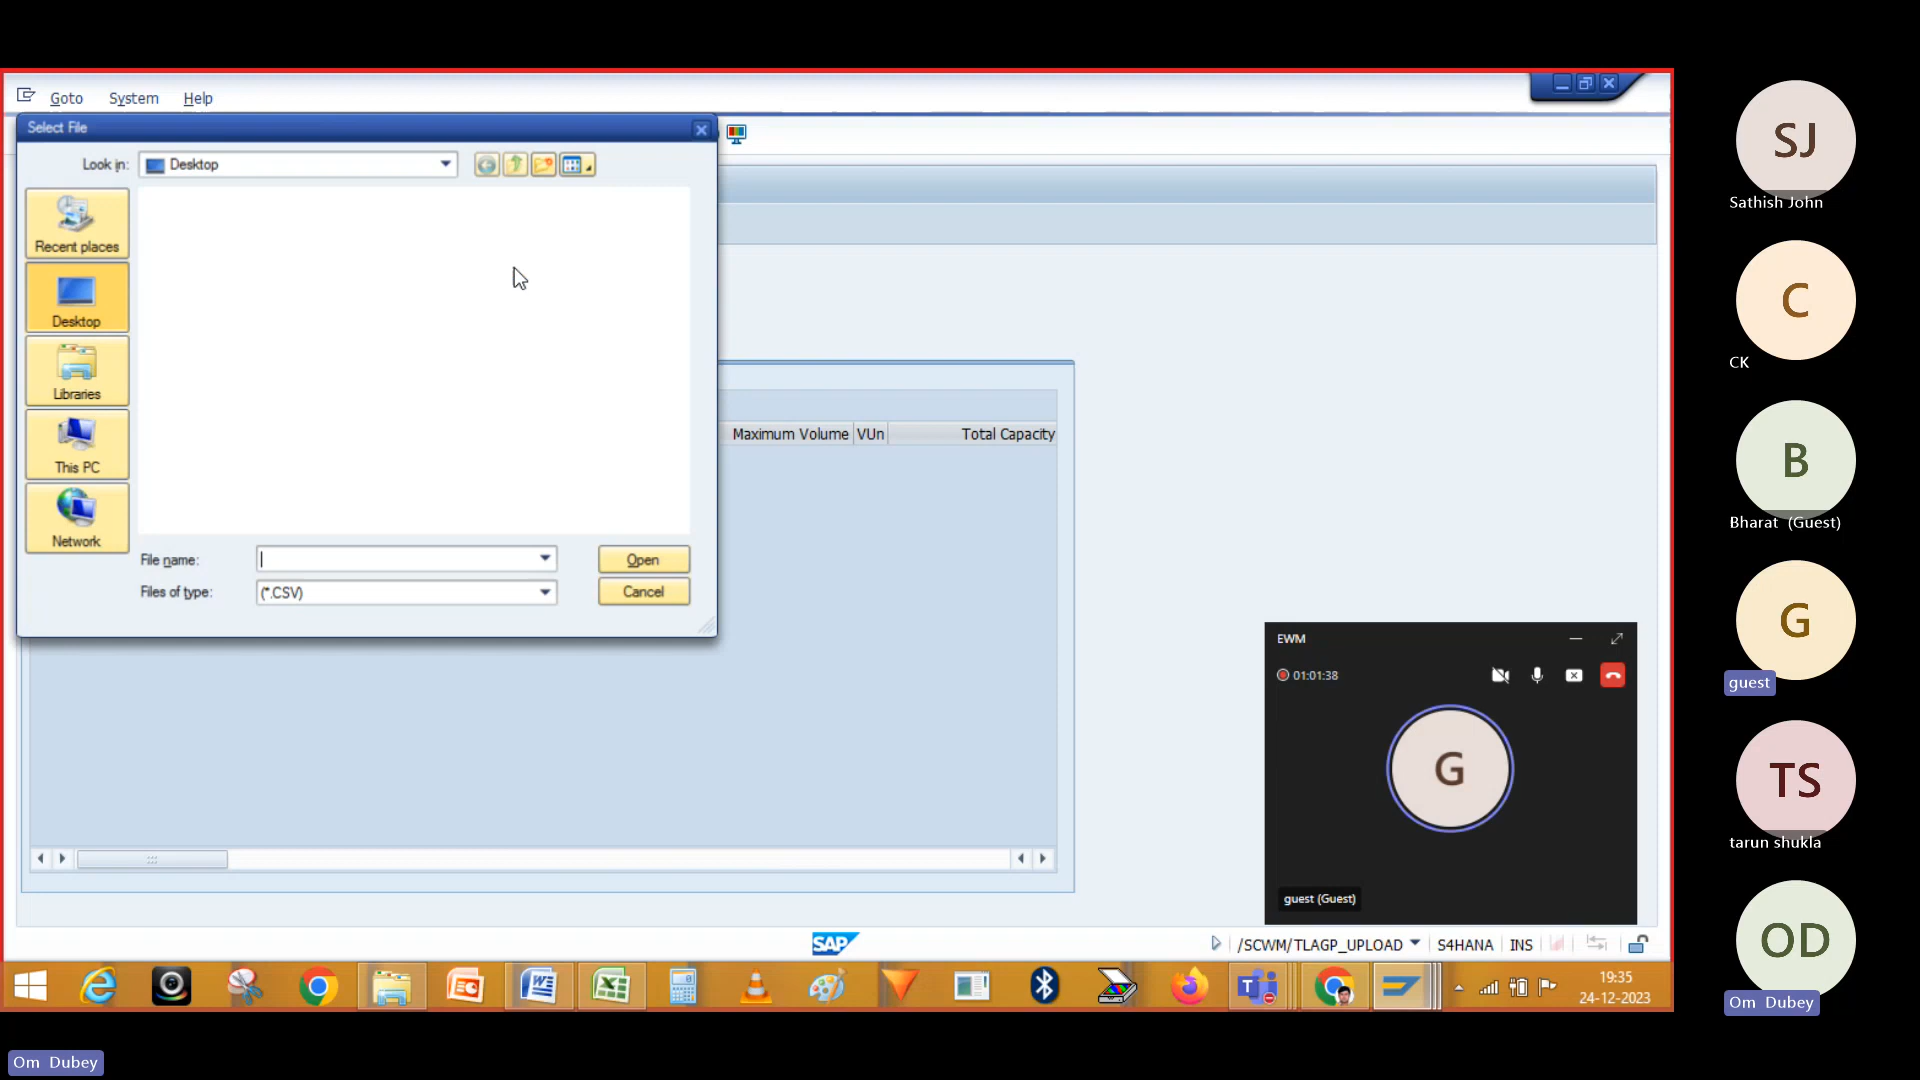 Goto System Help
Select File
Look in: Desktop
Recent places
Desktop
Libraries
This PC
Network
File name:
Open
Files of type: (*.CSV)
Cancel
Maximum Volume VUn Total Capacity
EWM
01:01:38
G
guest (Guest)
SAP
/SCWM/TLAGP_UPLOAD S4HANA INS
19:35
24-12-2023
SJ
Sathish John
C
CK
B
Bharat (Guest)
G
guest
TS
tarun shukla
OD
Om Dubey
Om Dubey